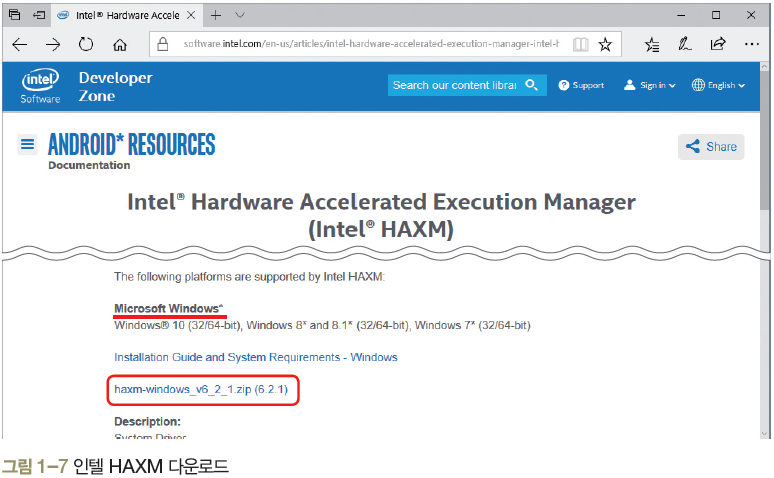 Intel® Hardware Accele
software.intel.com/en-us/articles/intel-hardware-accelerated-execution-manager-intel-h
intel
Software
Developer
Zone
Search our content librar
Support
Sign in
English
ANDROID* RESOURCES
Documentation
Share
Intel® Hardware Accelerated Execution Manager
(Intel® HAXM)
The following platforms are supported by Intel HAXM:
Microsoft Windows*
Windows® 10 (32/64-bit), Windows 8* and 8.1* (32/64-bit), Windows 7* (32/64-bit)
Installation Guide and System Requirements - Windows
haxm-windows_v6_2_1.zip (6.2.1)
Description:
System Driver
그림 1-7 인텔 HAXM 다운로드